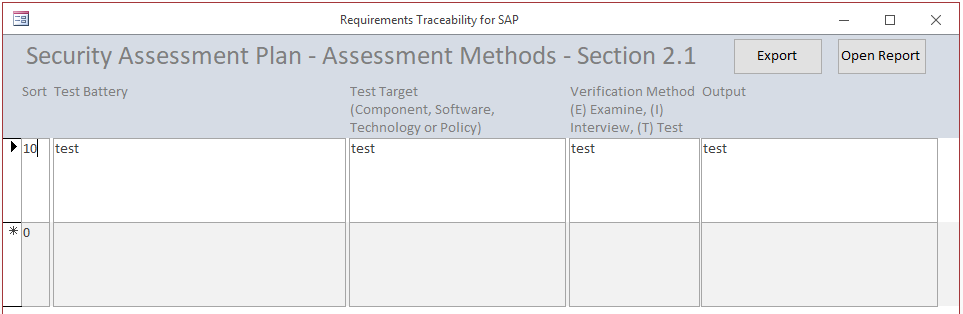 Requirements Traceability for SAP
Security Assessment Plan - Assessment Methods - Section 2.1
Export
Open Report
Sort
Test Battery
Test Target
(Component, Software,
Technology or Policy)
Verification Method
(E) Examine, (I)
Interview, (T) Test
Output
10
test
test
test
test
* 0